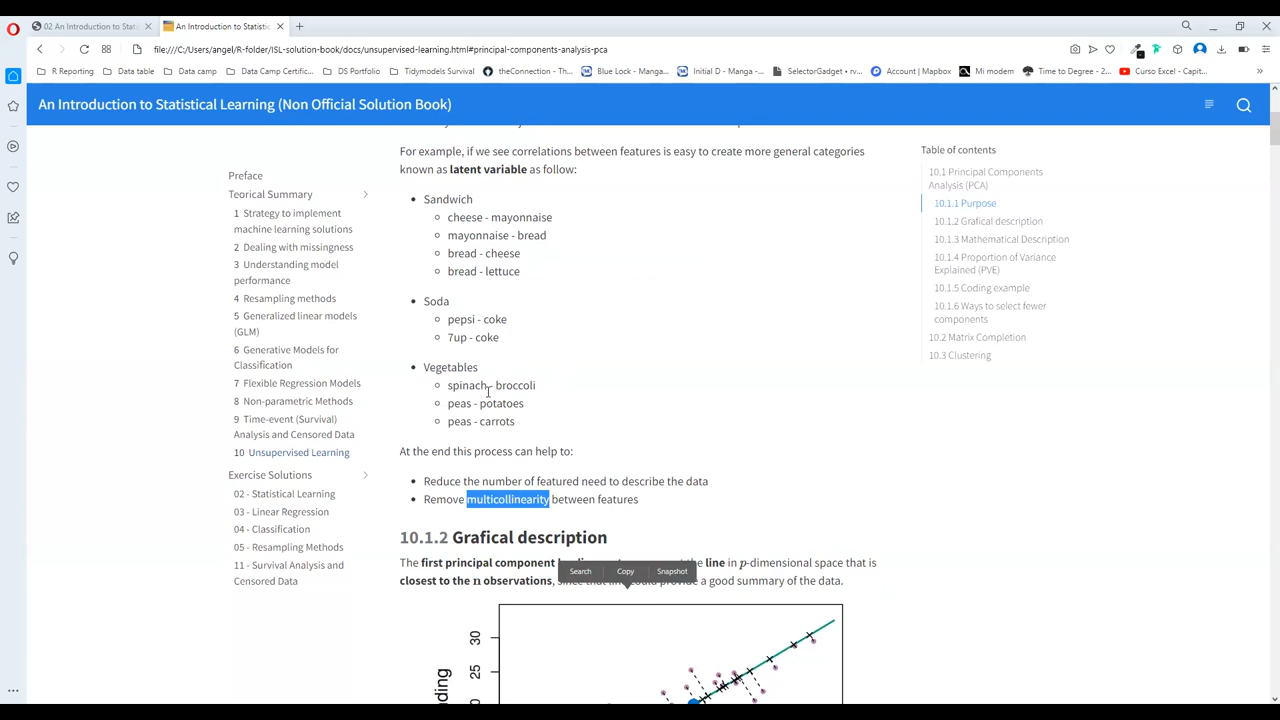 02 An Introduction to Stati
An Introduction to Statistic
file:///C:/Users/angel/R-folder/ISL-solution-book/docs/unsupervised-learning.html#principal-components-analysis-pca
R Reporting
Data table
Data camp
Data Camp Certific...
DS Portfolio
Tidymodels Survival
theConnection - Th...
Blue Lock - Manga...
Initial D - Manga -...
SelectorGadget • rv...
Account | Mapbox
Mi modem
Time to Degree - 2...
Curso Excel - Capit...
An Introduction to Statistical Learning (Non Official Solution Book)
Preface
Teorical Summary
1 Strategy to implement
machine learning solutions
2 Dealing with missingness
3 Understanding model
performance
4 Resampling methods
5 Generalized linear models
(GLM)
6 Generative Models for
Classification
7 Flexible Regression Models
8 Non-parametric Methods
9 Time-event (Survival)
Analysis and Censored Data
10 Unsupervised Learning
Exercise Solutions
02 - Statistical Learning
03 - Linear Regression
04 - Classification
05 - Resampling Methods
11 - Survival Analysis and
Censored Data
For example, if we see correlations between features is easy to create more general categories
known as latent variable as follow:
Sandwich
cheese - mayonnaise
mayonnaise - bread
bread - cheese
bread - lettuce
Soda
pepsi - coke
7up - coke
Vegetables
spinach - broccoli
peas - potatoes
peas - carrots
At the end this process can help to:
Reduce the number of featured need to describe the data
Remove multicollinearity between features
10.1.2 Grafical description
The first principal component line in p-dimensional space that is
Search Copy Snapshot
closest to the n observations, since that line could provide a good summary of the data.
30
25
Table of contents
10.1 Principal Components
Analysis (PCA)
10.1.1 Purpose
10.1.2 Grafical description
10.1.3 Mathematical Description
10.1.4 Proportion of Variance
Explained (PVE)
10.1.5 Coding example
10.1.6 Ways to select fewer
components
10.2 Matrix Completion
10.3 Clustering